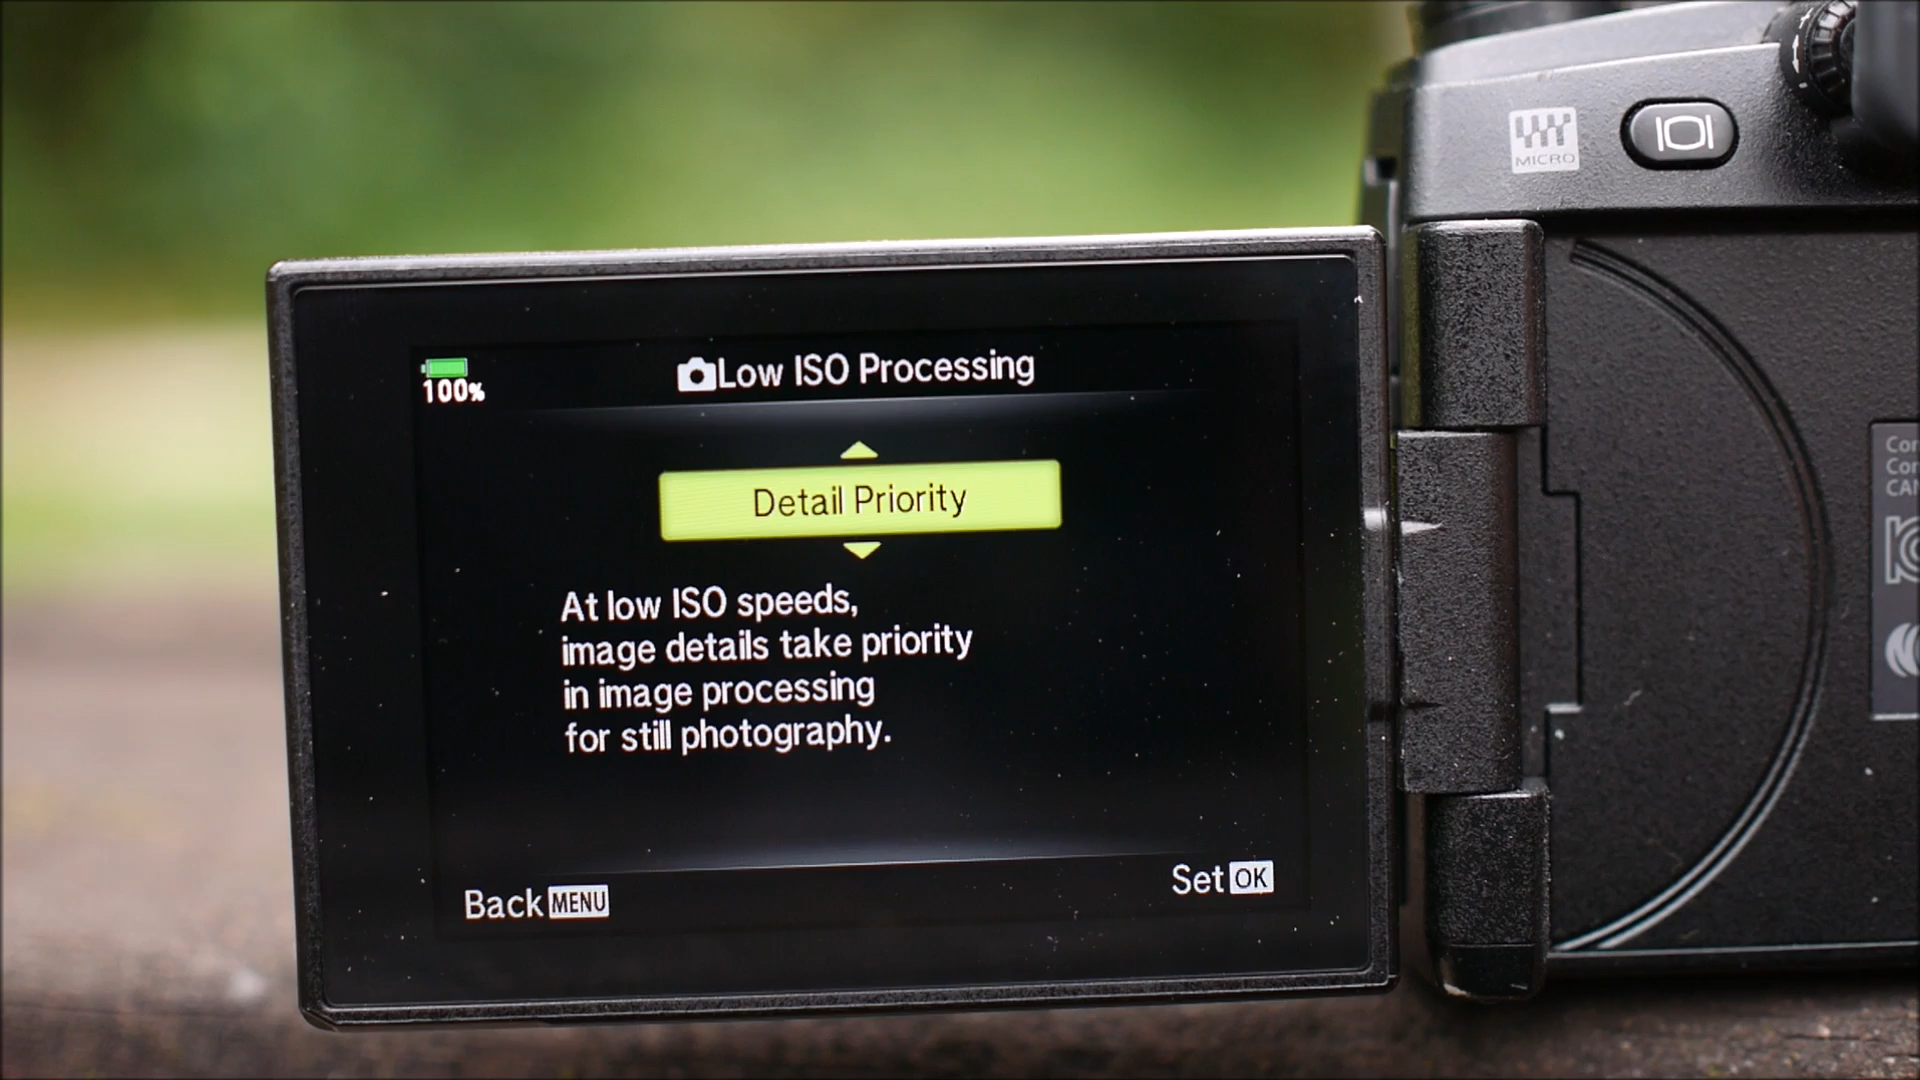 MICRO
100%
Low ISO Processing
Detail Priority
At low ISO speeds,
image details take priority
in image processing
for still photography.
Back MENU
Set OK